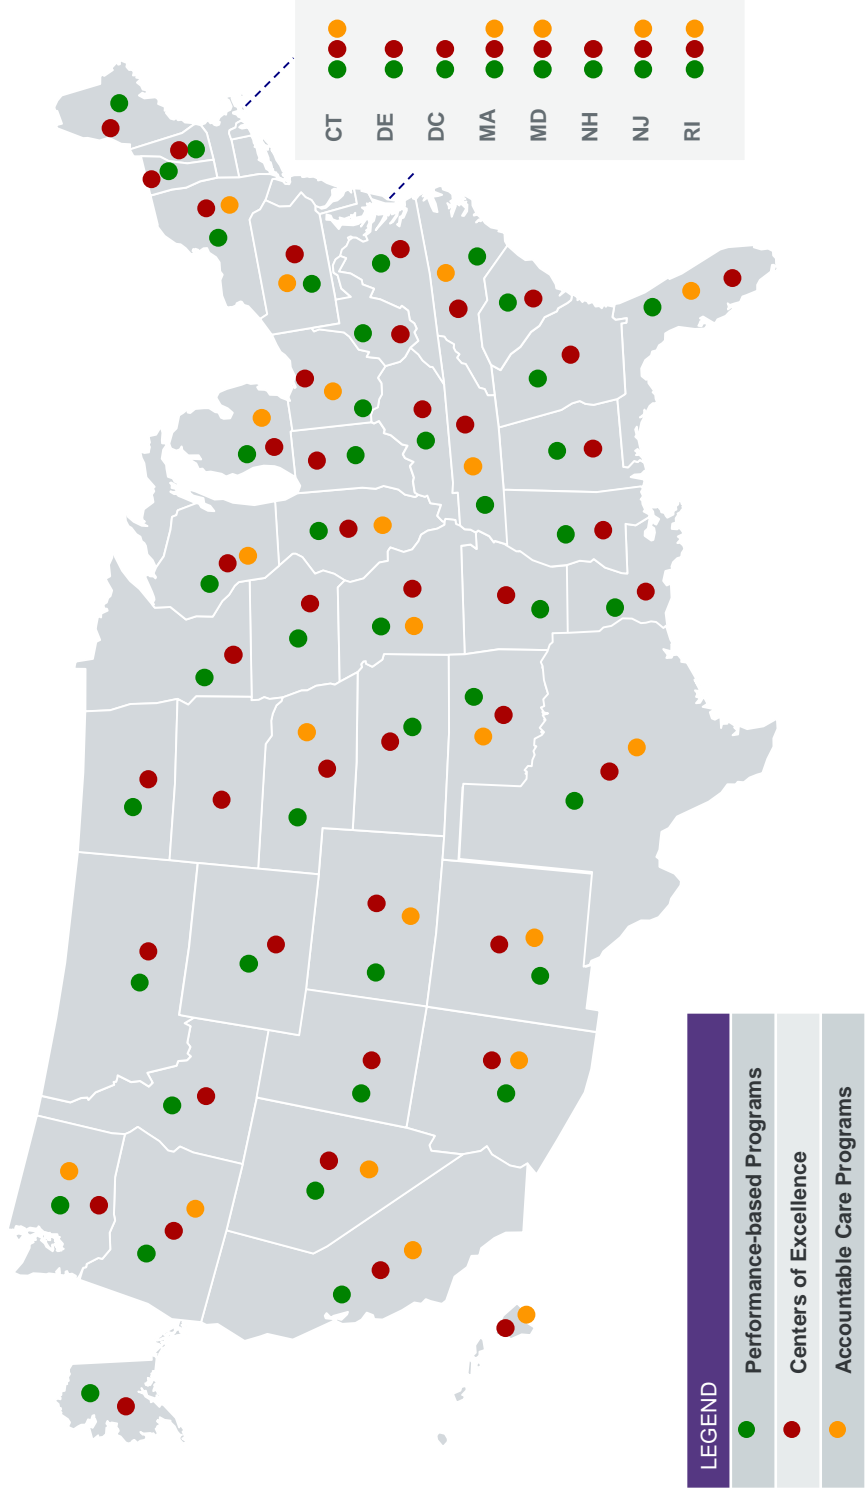 CT
DE
DC
MA
MD
NH
NJ
RI
LEGEND
Performance-based Programs
Centers of Excellence
Accountable Care Programs